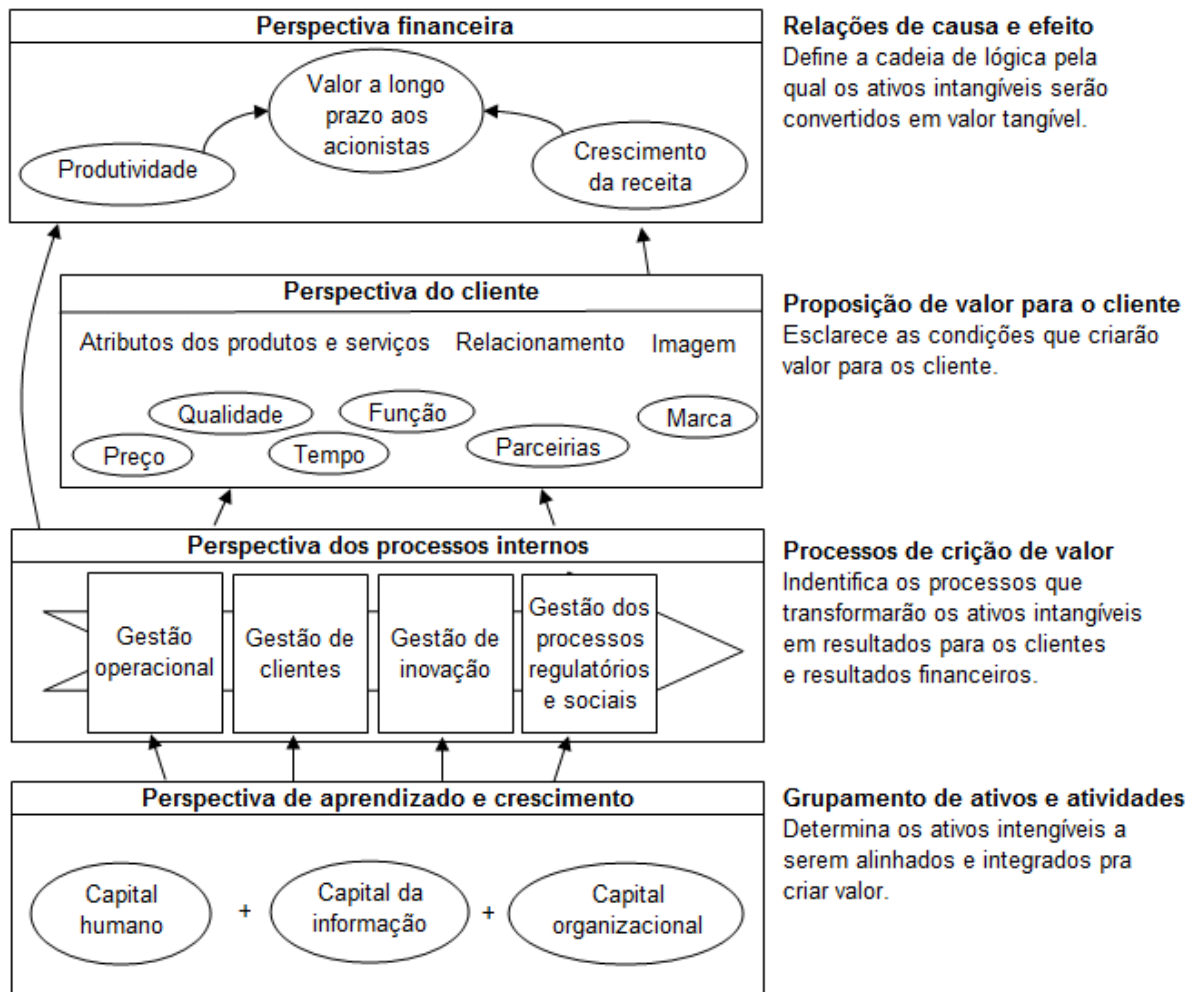 Perspectiva financeira
Valor a longo
prazo aos
acionistas
Produtividade
Crescimento
da receita
Relações de causa e efeito
Define a cadeia de lógica pela
qual os ativos intangíveis serão
convertidos em valor tangível.
Perspectiva do cliente
Atributos dos produtos e serviços Relacionamento Imagem
Qualidade Função Marca
Preço Tempo Parceirias
Proposição de valor para o cliente
Esclarece as condições que criarão
valor para os cliente.
Perspectiva dos processos internos
Gestão
operacional
Gestão de
clientes
Gestão de
inovação
Gestão dos
processos
regulatórios
e sociais
Processos de crição de valor
Indentifica os processos que
transformarão os ativos intangíveis
em resultados para os clientes
e resultados financeiros.
Perspectiva de aprendizado e crescimento
Capital
humano
+
Capital da
informação
+
Capital
organizacional
Grupamento de ativos e atividades
Determina os ativos intengíveis a
serem alinhados e integrados pra
criar valor.